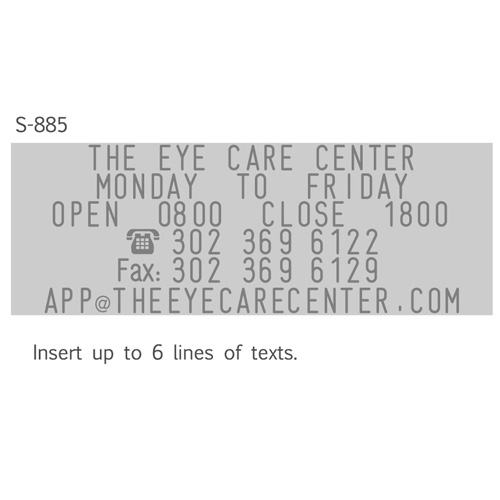 S-885
THE EYE CARE CENTER
MONDAY TO FRIDAY
OPEN 0800 CLOSE 1800
☎ 302 369 6122
Fax: 302 369 6129
APP@THEEYECARECENTER.COM
Insert up to 6 lines of texts.